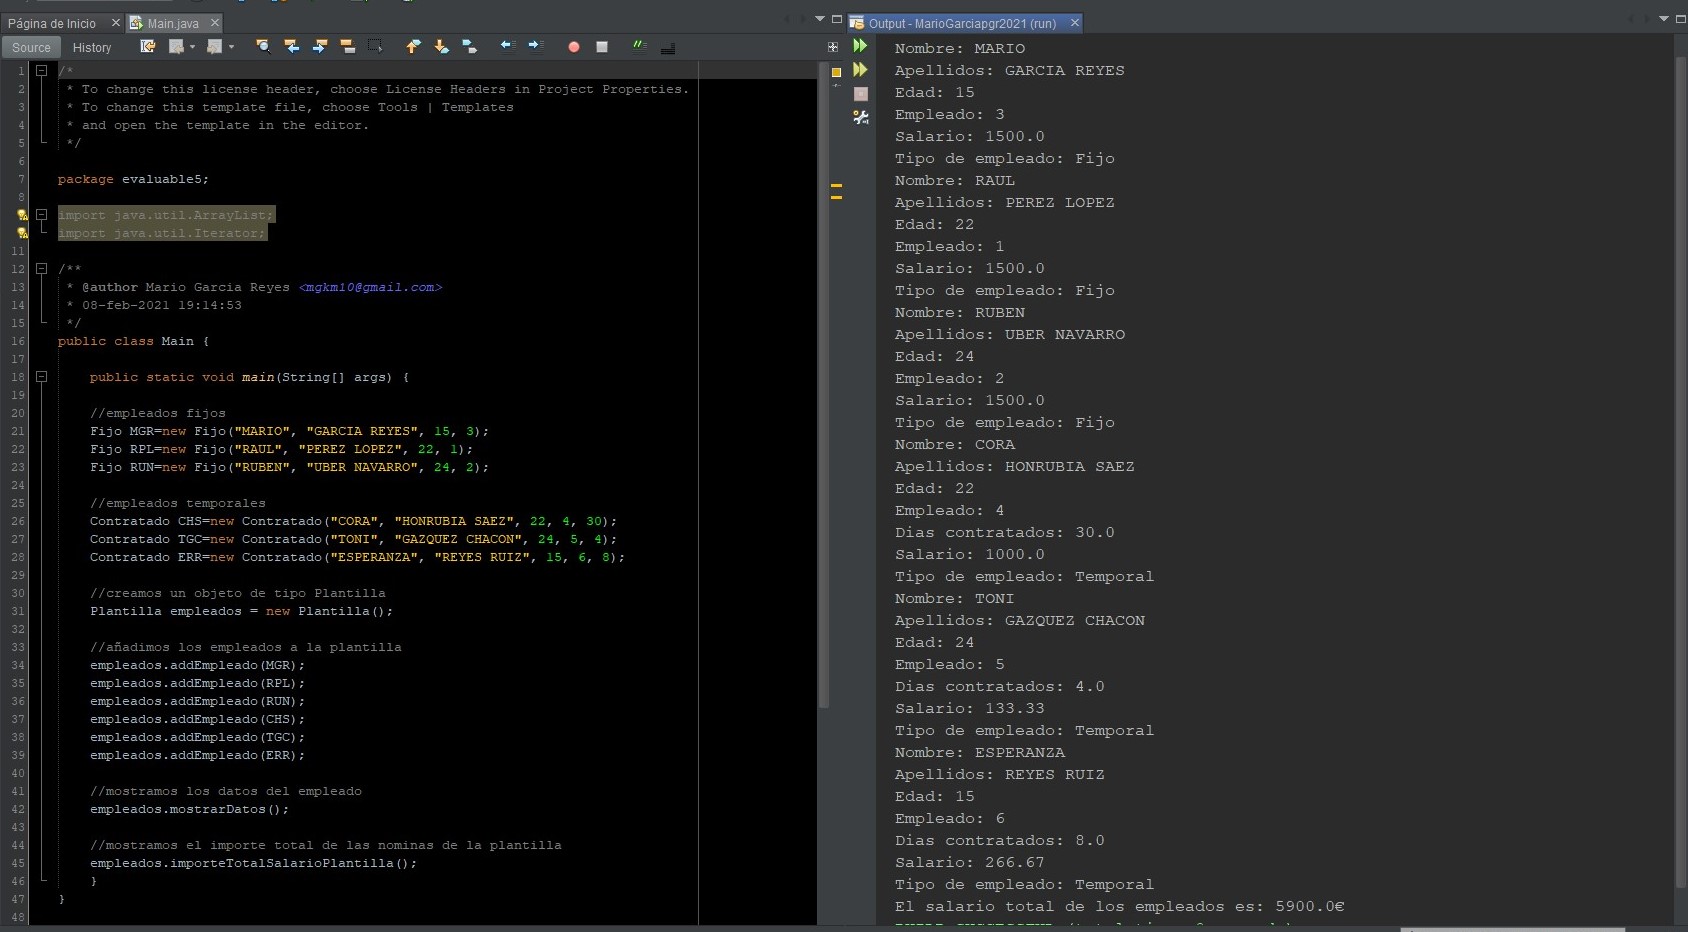 Página de Inicio
Main.java
Source History
1 /*
2 * To change this license header, choose License Headers in Project Properties.
3 * To change this template file, choose Tools | Templates
4 * and open the template in the editor.
5 */
6
7 package evaluable5;
8
import java.util.ArrayList;
import java.util.Iterator;
11
12 /**
13 * @author Mario Garcia Reyes <mgkm10@gmail.com>
14 * 08-feb-2021 19:14:53
15 */
16 public class Main {
17
18 public static void main(String[] args) {
19
20 //empleados fijos
21 Fijo MGR=new Fijo("MARIO", "GARCIA REYES", 15, 3);
22 Fijo RPL=new Fijo("RAUL", "PEREZ LOPEZ", 22, 1);
23 Fijo RUN=new Fijo("RUBEN", "UBER NAVARRO", 24, 2);
24
25 //empleados temporales
26 Contratado CHS=new Contratado("CORA", "HONRUBIA SAEZ", 22, 4, 30);
27 Contratado TGC=new Contratado("TONI", "GAZQUEZ CHACON", 24, 5, 4);
28 Contratado ERR=new Contratado("ESPERANZA", "REYES RUIZ", 15, 6, 8);
29
30 //creamos un objeto de tipo Plantilla
31 Plantilla empleados = new Plantilla();
32
33 //añadimos los empleados a la plantilla
34 empleados.addEmpleado(MGR);
35 empleados.addEmpleado(RPL);
36 empleados.addEmpleado(RUN);
37 empleados.addEmpleado(CHS);
38 empleados.addEmpleado(TGC);
39 empleados.addEmpleado(ERR);
40
41 //mostramos los datos del empleado
42 empleados.mostrarDatos();
43
44 //mostramos el importe total de las nominas de la plantilla
45 empleados.importeTotalSalarioPlantilla();
46 }
47 }
48
Output - MarioGarciapgr2021 (run)
Nombre: MARIO
Apellidos: GARCIA REYES
Edad: 15
Empleado: 3
Salario: 1500.0
Tipo de empleado: Fijo
Nombre: RAUL
Apellidos: PEREZ LOPEZ
Edad: 22
Empleado: 1
Salario: 1500.0
Tipo de empleado: Fijo
Nombre: RUBEN
Apellidos: UBER NAVARRO
Edad: 24
Empleado: 2
Salario: 1500.0
Tipo de empleado: Fijo
Nombre: CORA
Apellidos: HONRUBIA SAEZ
Edad: 22
Empleado: 4
Dias contratados: 30.0
Salario: 1000.0
Tipo de empleado: Temporal
Nombre: TONI
Apellidos: GAZQUEZ CHACON
Edad: 24
Empleado: 5
Dias contratados: 4.0
Salario: 133.33
Tipo de empleado: Temporal
Nombre: ESPERANZA
Apellidos: REYES RUIZ
Edad: 15
Empleado: 6
Dias contratados: 8.0
Salario: 266.67
Tipo de empleado: Temporal
El salario total de los empleados es: 5900.0€